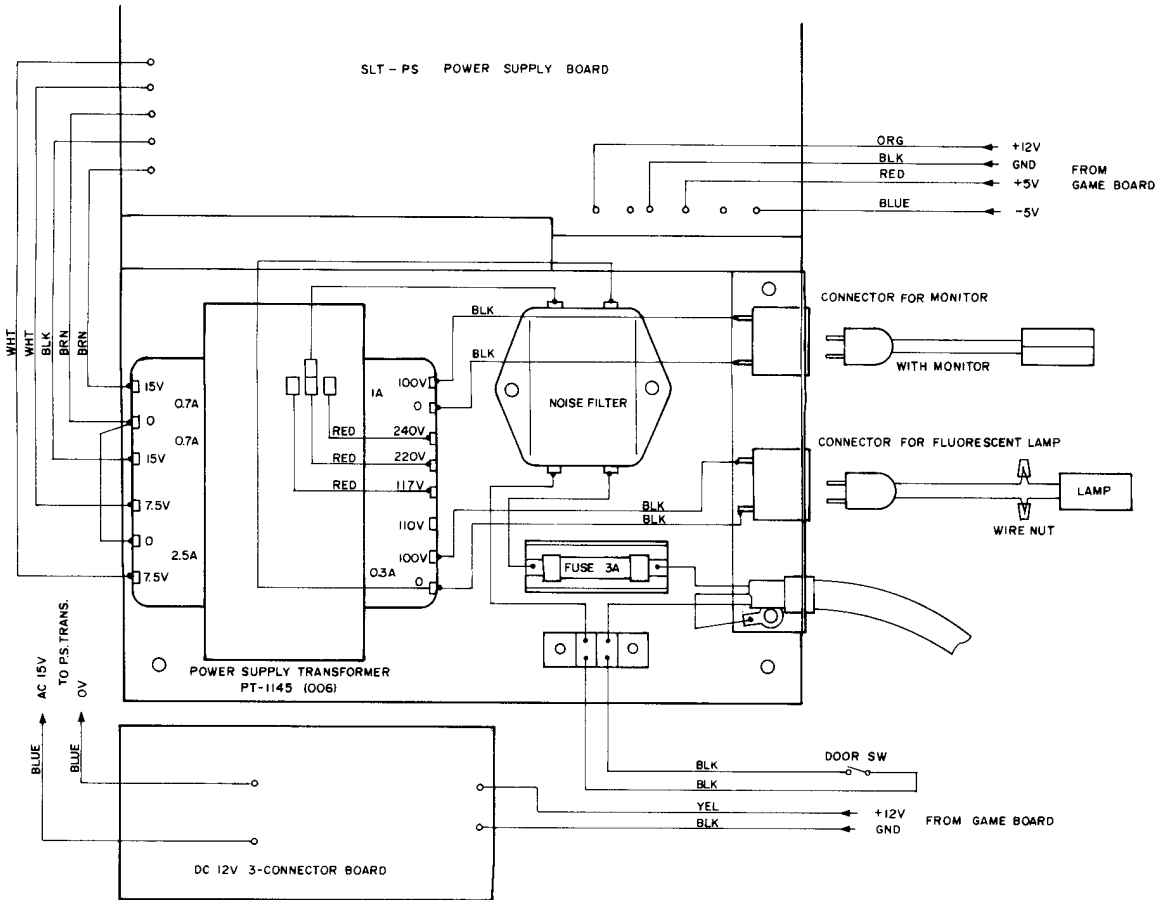 SLT-PS POWER SUPPLY BOARD
ORG
+12V
BLK
GND
RED
+5V
BLUE
-5V
FROM
GAME BOARD
WHT
WHT
BLK
BRN
BRN
15V
0.7A
0
0.7A
15V
7.5V
0
2.5A
7.5V
1A
100V
0
RED
240V
RED
220V
RED
117V
110V
100V
0.3A
0
BLK
BLK
NOISE FILTER
CONNECTOR FOR MONITOR
WITH MONITOR
CONNECTOR FOR FLUORESCENT LAMP
LAMP
WIRE NUT
BLK
BLK
FUSE 3A
POWER SUPPLY TRANSFORMER
PT-1145 (006)
AC 15V
TO P.S. TRANS.
0V
BLUE
BLUE
DOOR SW
BLK
BLK
YEL
+12V
BLK
GND
FROM GAME BOARD
DC 12V 3-CONNECTOR BOARD